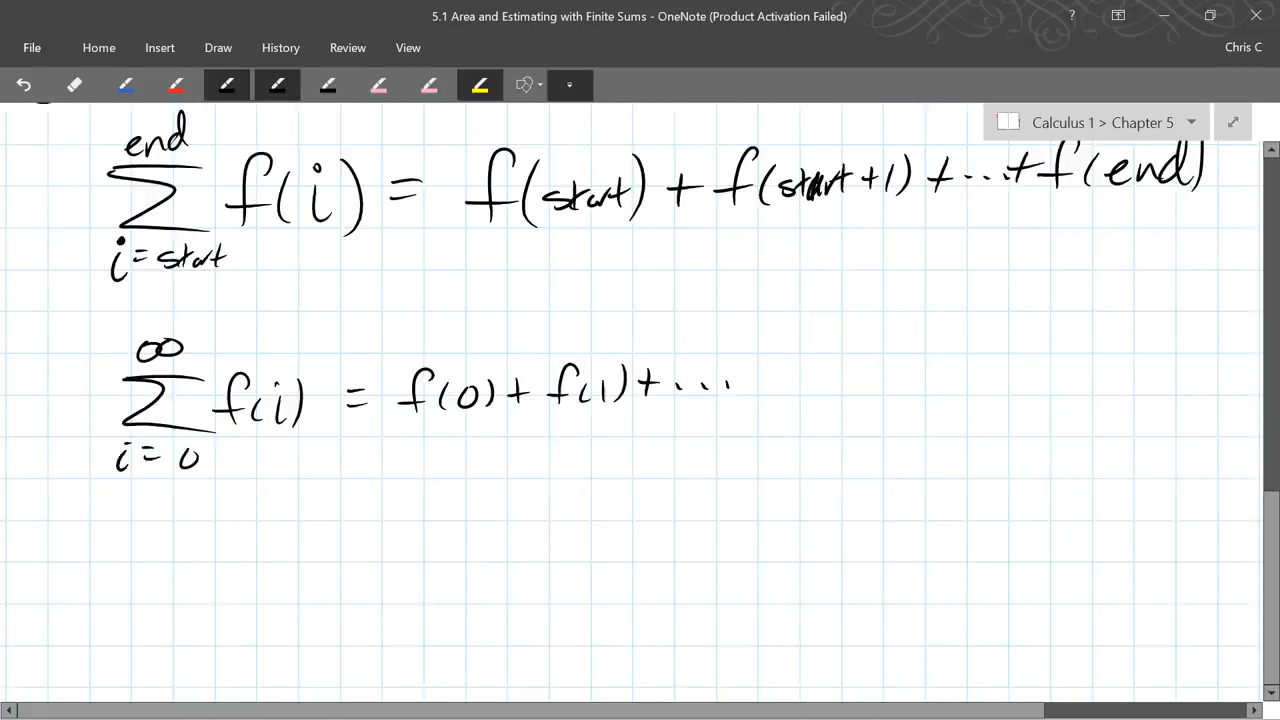 5.1 Area and Estimating with Finite Sums - OneNote (Product Activation Failed)
File Home Insert Draw History Review View Chris C
Calculus 1 > Chapter 5
end
∑ f(i) = f(start) + f(start+1) + ... + f(end)
i = start
∞
∑ f(i) = f(0) + f(1) + ...
i = 0